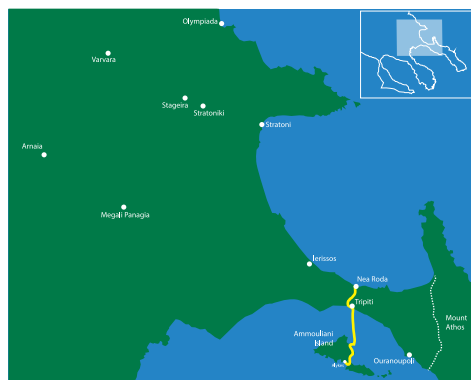 Olympiada
Varvara
Stageira
Stratoniki
Stratoni
Arnaia
Megali Panagia
Ierissos
Nea Roda
Tripiti
Mount
Athos
Ammouliani
Island
Ouranoupoli